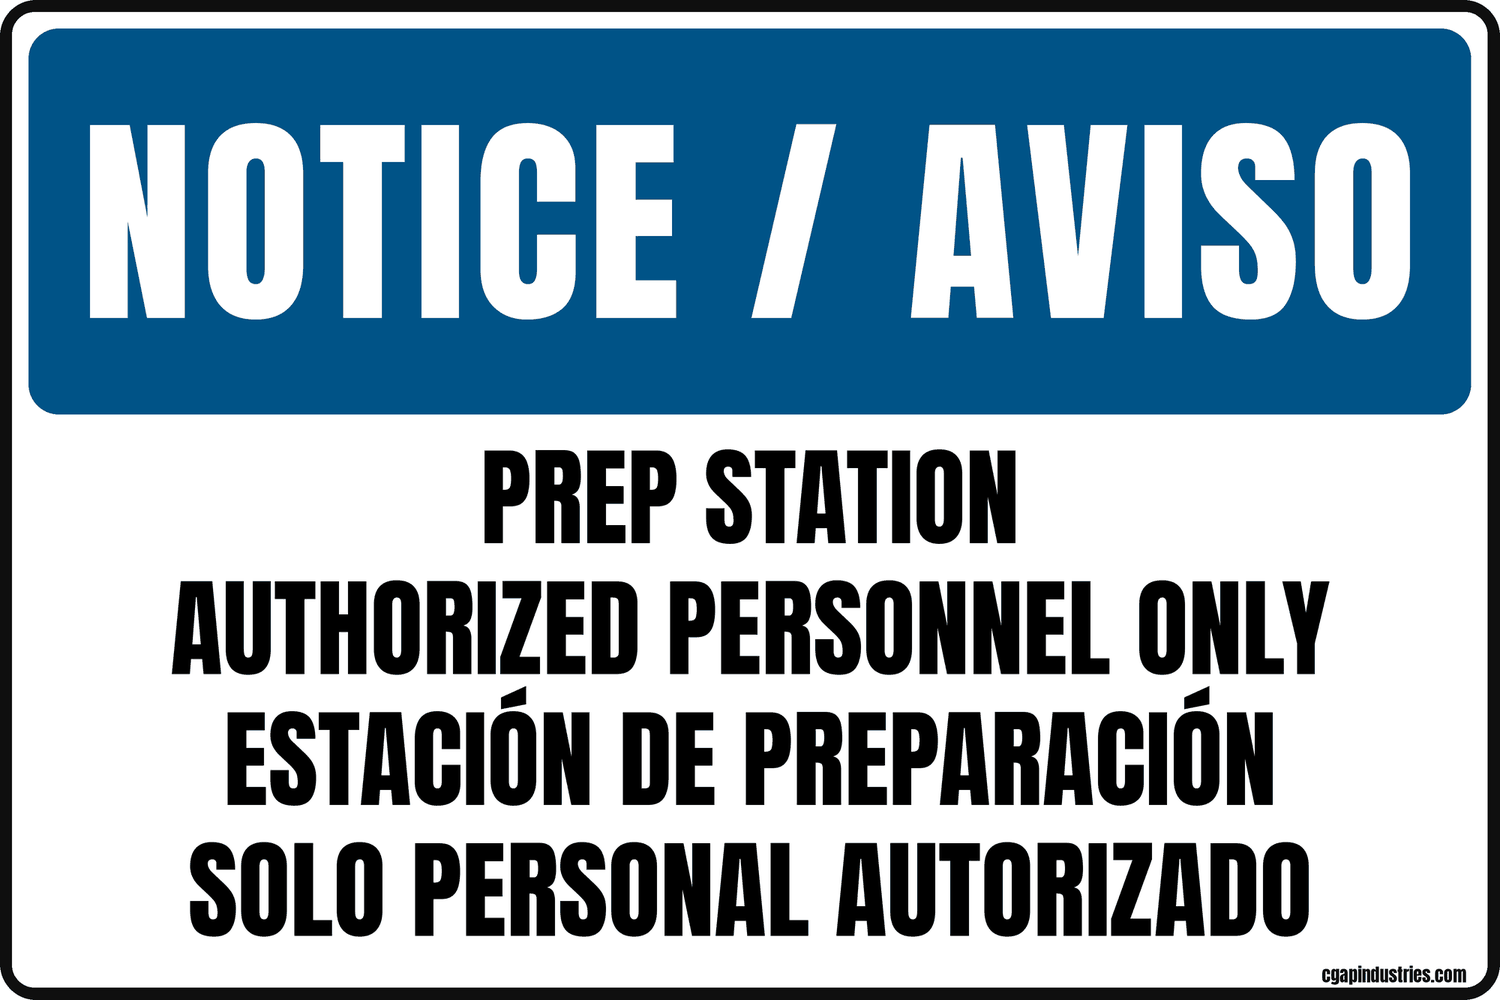 NOTICE / AVISO
PREP STATION
AUTHORIZED PERSONNEL ONLY
ESTACIÓN DE PREPARACIÓN
SOLO PERSONAL AUTORIZADO
cgapindustries.com